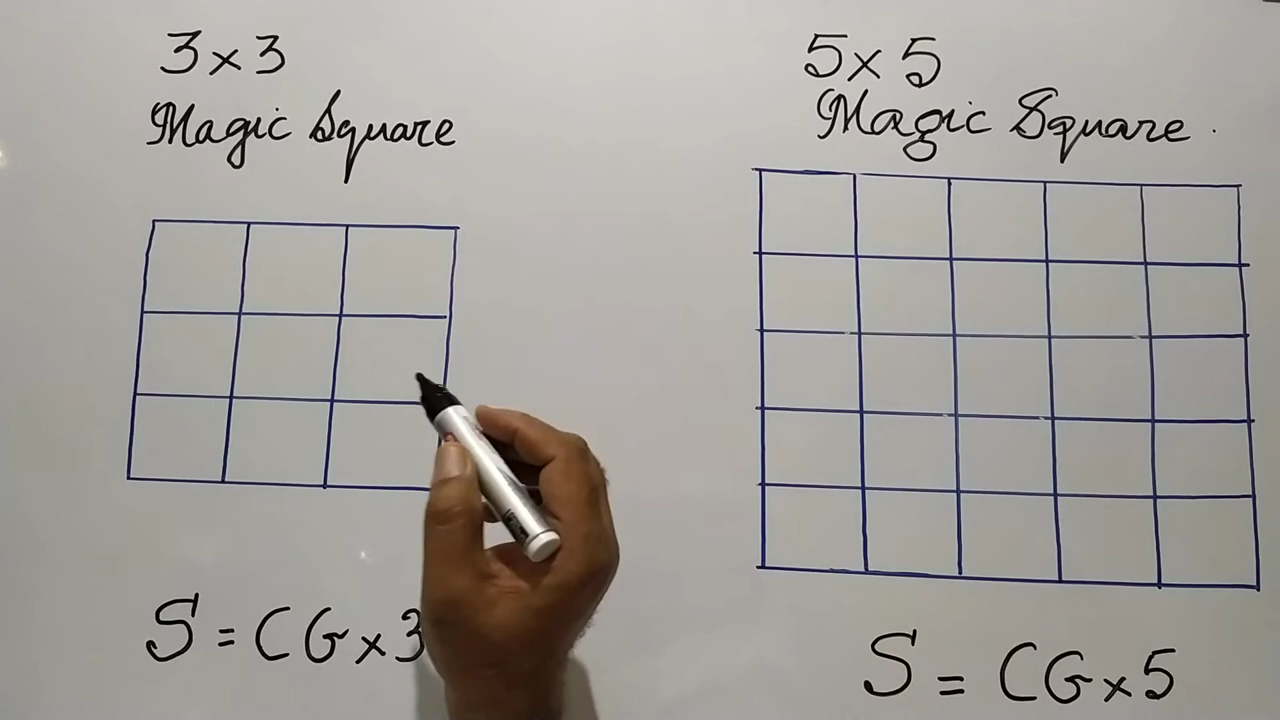 3×3
Magic Square
S = CG×3
5×5
Magic Square.
S = CG×5